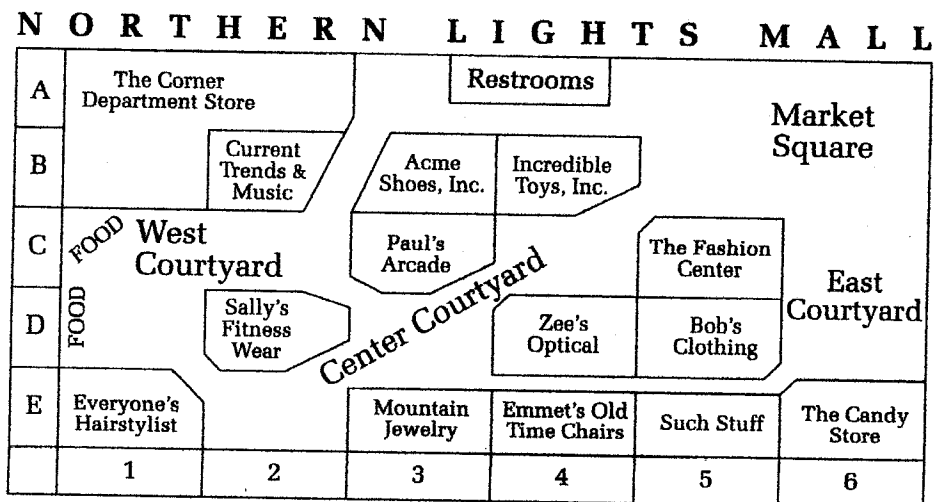 NORTHERN LIGHTS MALL
A
The Corner
Department Store
Restrooms
Market
Square
B
Current
Trends &
Music
Acme
Shoes, Inc.
Incredible
Toys, Inc.
C
FOOD
West
Courtyard
Paul's
Arcade
The Fashion
Center
East
Courtyard
D
FOOD
Sally's
Fitness
Wear
Center Courtyard
Zee's
Optical
Bob's
Clothing
E
Everyone's
Hairstylist
Mountain
Jewelry
Emmet's Old
Time Chairs
Such Stuff
The Candy
Store
1
2
3
4
5
6